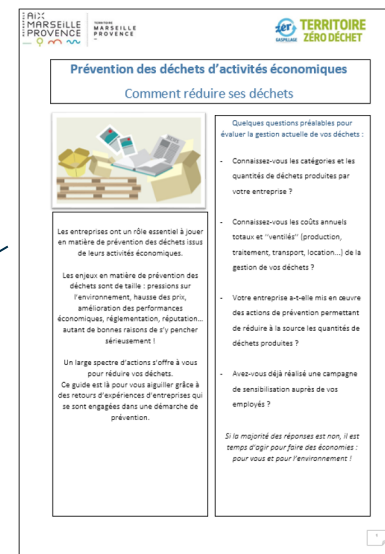 AIX
MARSEILLE
PROVENCE
TERRITOIRE
MARSEILLE
PROVENCE
zer
GASPILLAGE
TERRITOIRE
ZÉRO DÉCHET
Prévention des déchets d'activités économiques
Comment réduire ses déchets
Les entreprises ont un rôle essentiel à jouer
en matière de prévention des déchets issus
de leurs activités économiques.
Les enjeux en matière de prévention des
déchets sont de taille : pressions sur
l'environnement, hausse des prix,
amélioration des performances
économiques, réglementation, réputation...
autant de bonnes raisons de s'y pencher
sérieusement !
Un large spectre d'actions s'offre à vous
pour réduire vos déchets.
Ce guide est là pour vous aiguiller grâce à
des retours d'expériences d'entreprises qui
se sont engagées dans une démarche de
prévention.
Quelques questions préalables pour
évaluer la gestion actuelle de vos déchets :
- Connaissez-vous les catégories et les
quantités de déchets produites par
votre entreprise ?
- Connaissez-vous les coûts annuels
totaux et "ventilés" (production,
traitement, transport, location...) de la
gestion de vos déchets ?
- Votre entreprise a-t-elle mis en œuvre
des actions de prévention permettant
de réduire à la source les quantités de
déchets produites ?
- Avez-vous déjà réalisé une campagne
de sensibilisation auprès de vos
employés ?
Si la majorité des réponses est non, il est
temps d'agir pour faire des économies :
pour vous et pour l'environnement !